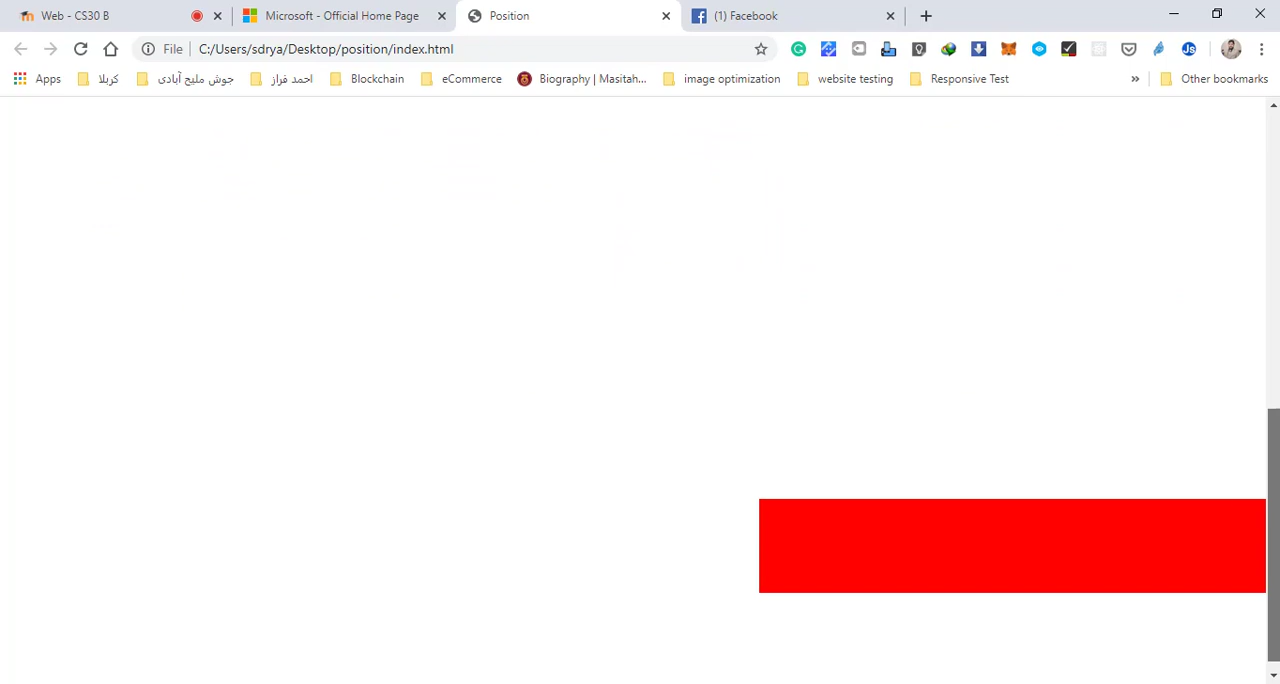 Web - CS30 B
Microsoft - Official Home Page
Position
(1) Facebook
File
C:/Users/sdrya/Desktop/position/index.html
Apps
کربلا
جوش ملیح آبادی
احمد فراز
Blockchain
eCommerce
Biography | Masitah...
image optimization
website testing
Responsive Test
»
Other bookmarks